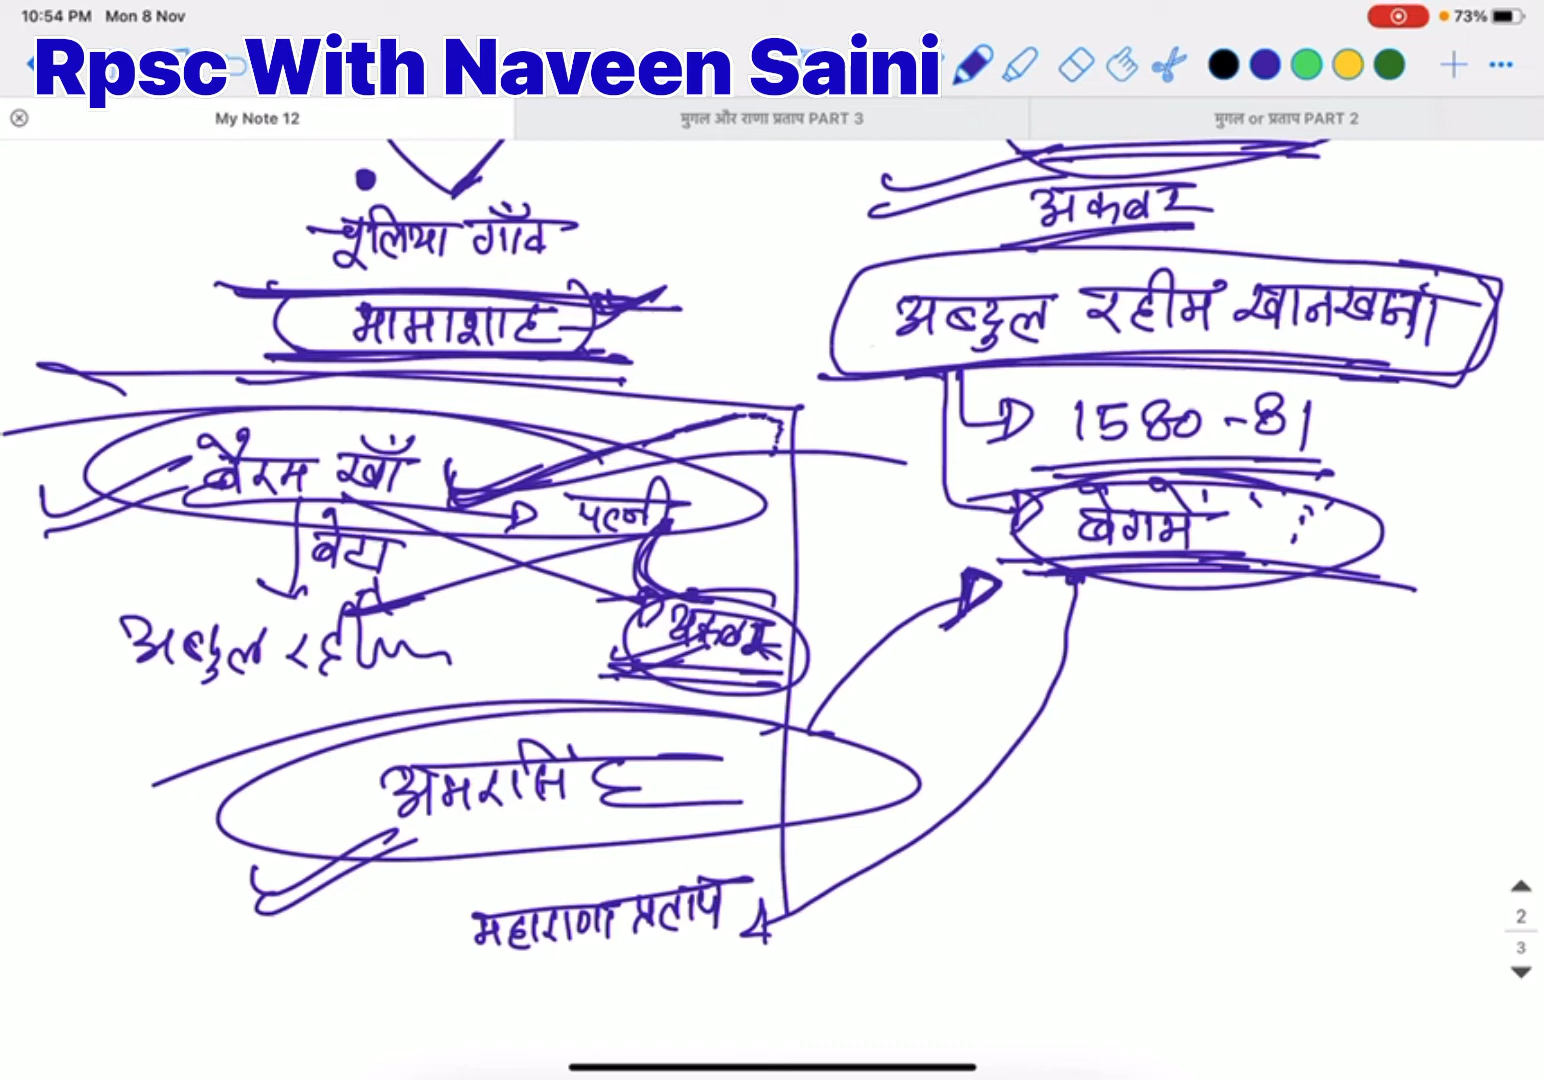 10:54 PM Mon 8 Nov
73%
Rpsc With Naveen Saini
My Note 12
मुगल और राणा प्रताप PART 3
मुगल or प्रताप PART 2
चूलिया गाँव
भामाशाह
बैरम खाँ
पत्नी
बेटा
अब्दुल रहीम
अकबर
अमरसिंह
महाराणा प्रताप
अकबर
अब्दुल रहीम खानखाना
1580-81
बेगमे
2
3